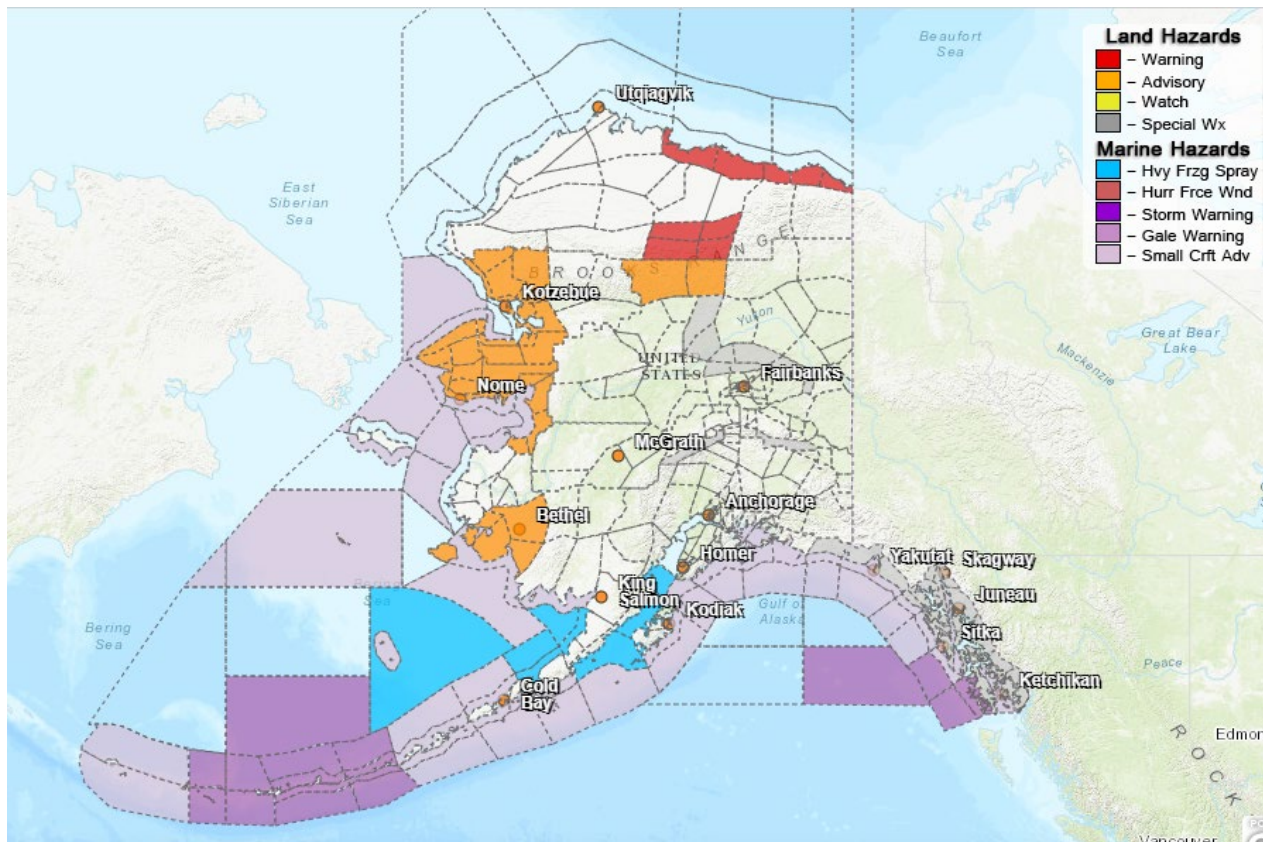 Beaufort
Sea
Land Hazards
– Warning
– Advisory
– Watch
– Special Wx
Marine Hazards
– Hvy Frzg Spray
– Hurr Frce Wnd
– Storm Warning
– Gale Warning
– Small Crft Adv
Utqiagvik
East
Siberian
Sea
BROOKS RANGE
Kotzebue
Yukon
Great Bear
Lake
Mackenzie
UNITED
STATES
Fairbanks
Nome
McGrath
Anchorage
Bethel
Homer
Yakutat
Skagway
King
Salmon
Juneau
Kodiak
Gulf of
Alaska
Bering
Sea
Bering
Sea
Sitka
Peace
Ketchikan
Cold
Bay
ROCK
Edmon
Vancouver